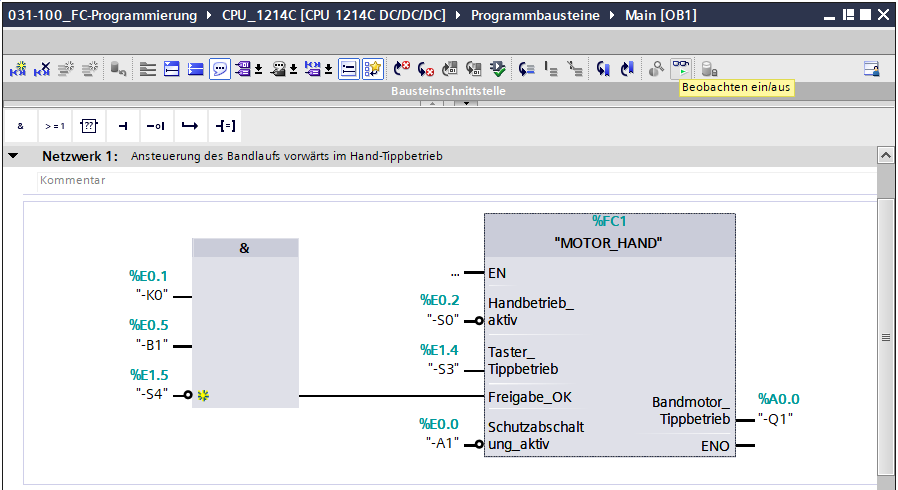 031-100_FC-Programmierung CPU_1214C [CPU 1214C DC/DC/DC] Programmbausteine Main [OB1]
Beobachten ein/aus
Bausteinschnittstelle
& >=1 ?? -o| -[=]
Netzwerk 1: Ansteuerung des Bandlaufs vorwärts im Hand-Tippbetrieb
Kommentar
&
%E0.1
"-K0"
%E0.5
"-B1"
%E1.5
"-S4"
%FC1
"MOTOR_HAND"
... EN
%E0.2
"-S0"
Handbetrieb_
aktiv
%E1.4
"-S3"
Taster_
Tippbetrieb
Freigabe_OK
%E0.0
"-A1"
Schutzabschalt
ung_aktiv
Bandmotor_
Tippbetrieb
%A0.0
"-Q1"
ENO